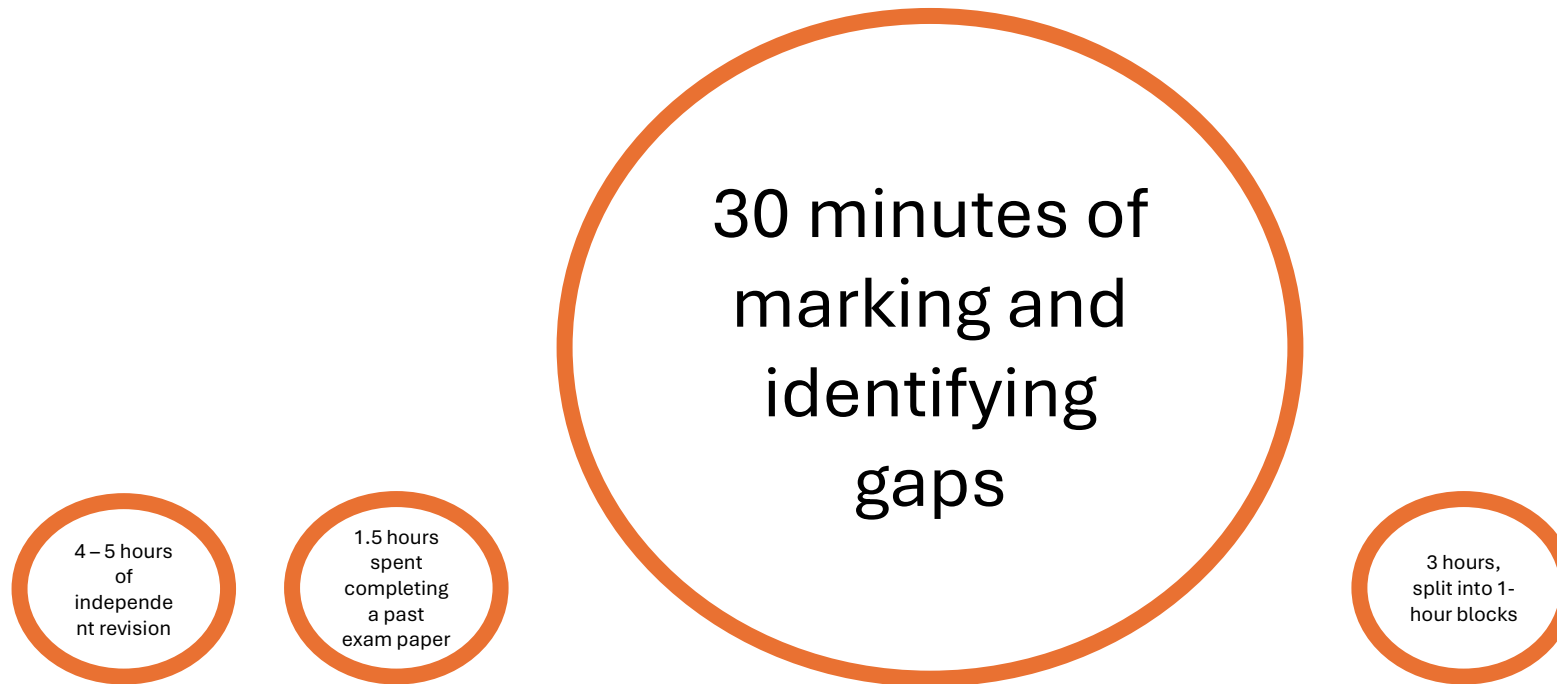 4 – 5 hours
of
independe
nt revision
1.5 hours
spent
completing
a past
exam paper
30 minutes of
marking and
identifying
gaps
3 hours,
split into 1-
hour blocks